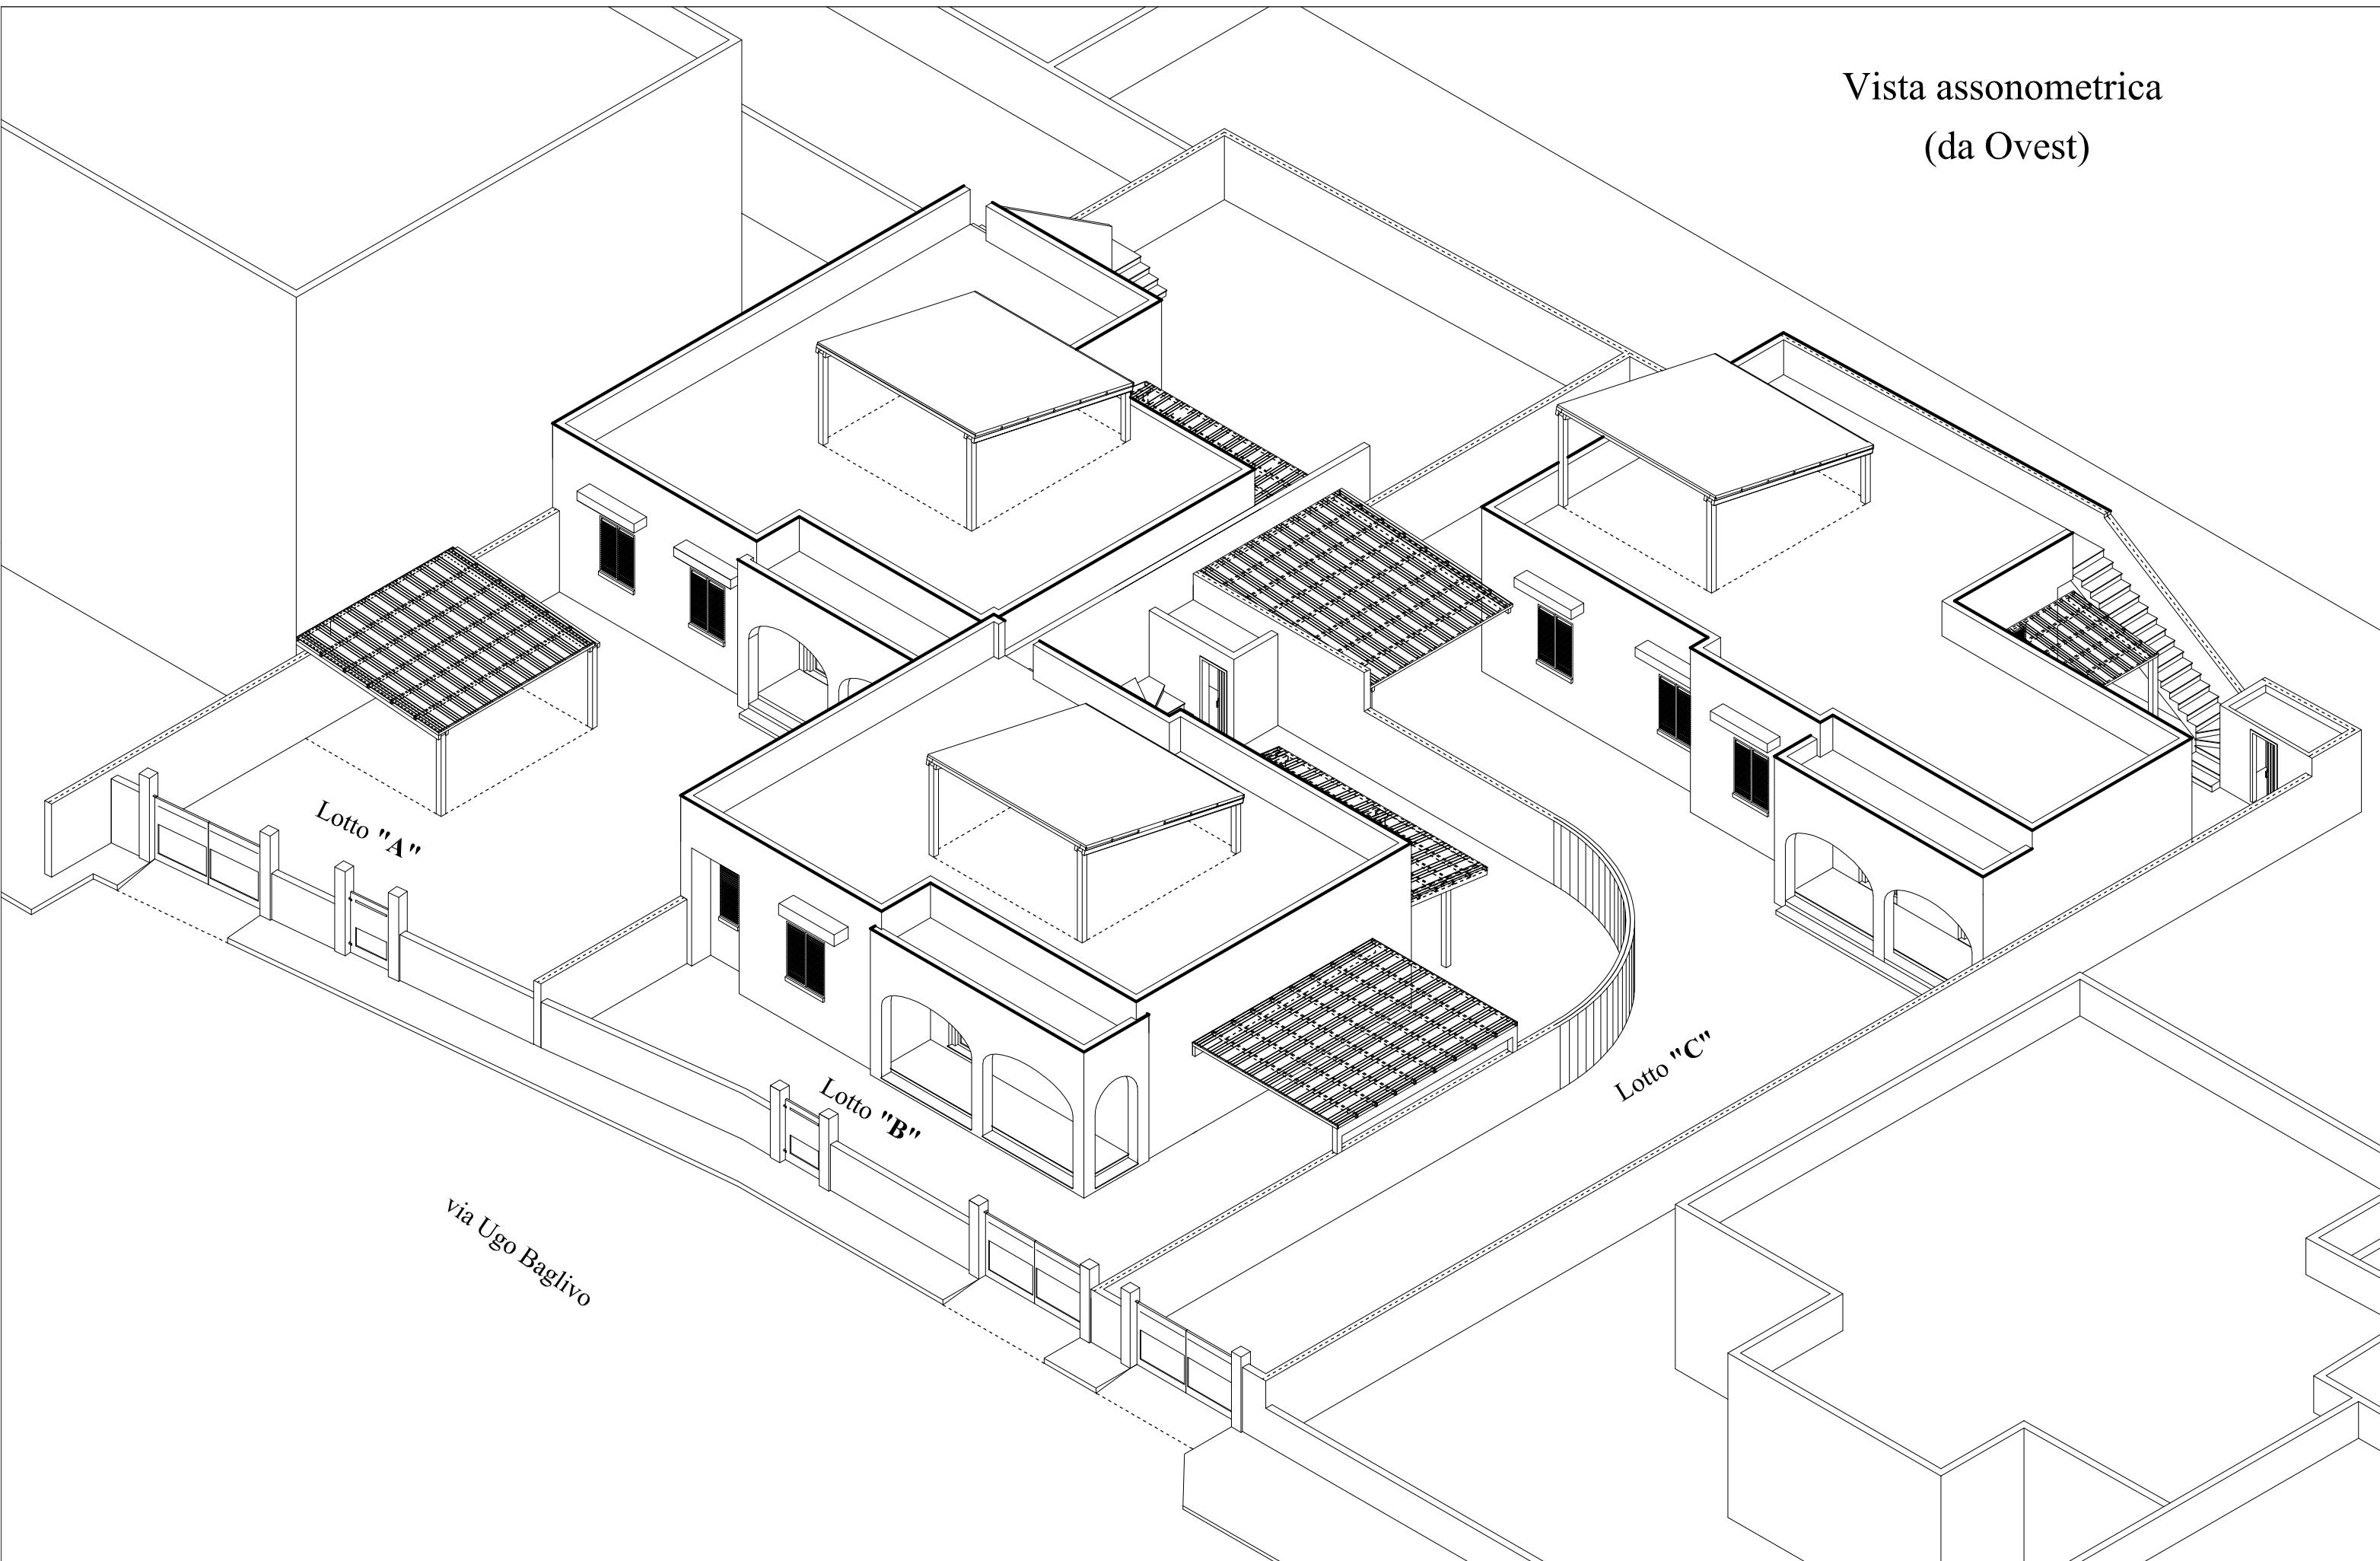 Vista assonometrica
(da Ovest)
Lotto "A"
Lotto "B"
Lotto "C"
via Ugo Baglivo